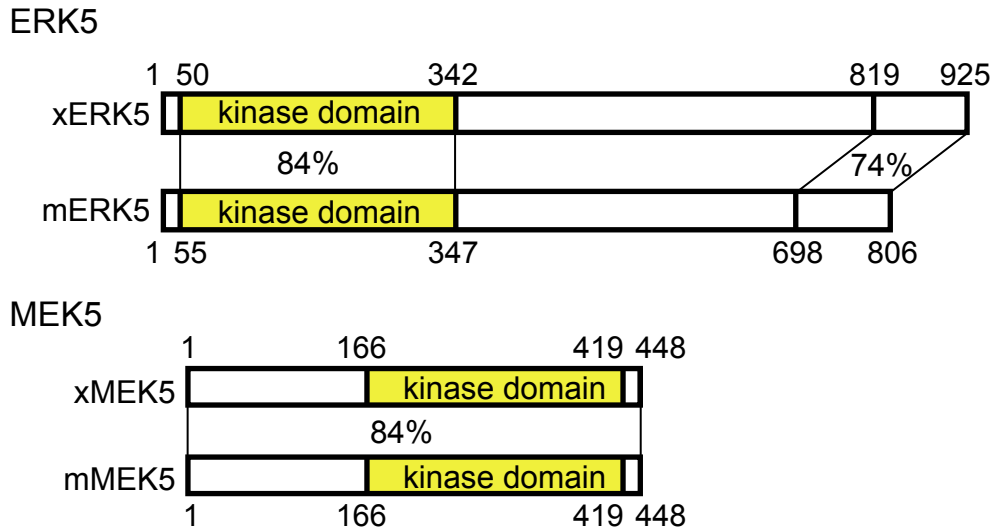 ERK5
1 50 342 819 925
xERK5 kinase domain
84% 74%
mERK5 kinase domain
1 55 347 698 806
MEK5
1 166 419 448
xMEK5 kinase domain
84%
mMEK5 kinase domain
1 166 419 448